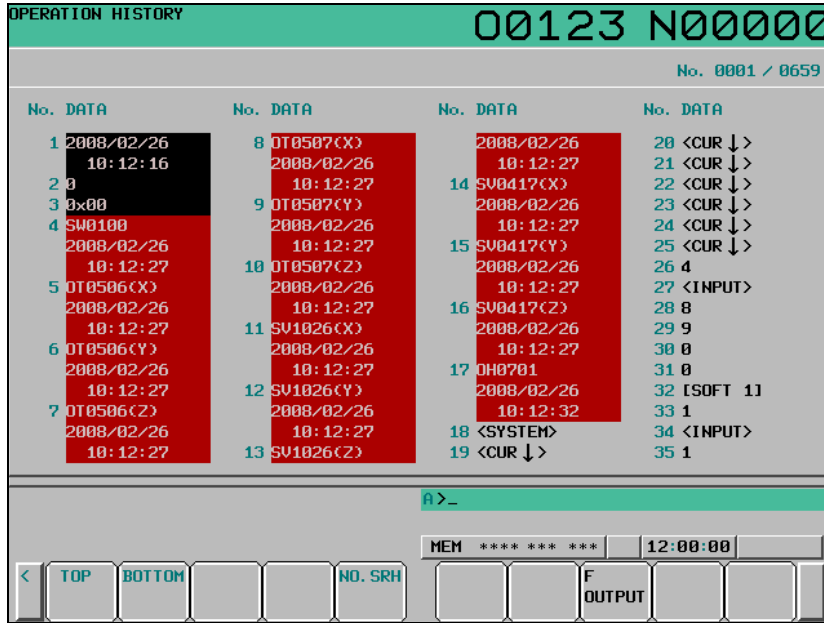 OPERATION HISTORY
O0123 N00000
No. 0001 / 0659
No. DATA
1 2008/02/26
10:12:16
2 0
3 0x00
4 SW0100
2008/02/26
10:12:27
5 OT0506(X)
2008/02/26
10:12:27
6 OT0506(Y)
2008/02/26
10:12:27
7 OT0506(Z)
2008/02/26
10:12:27
No. DATA
8 OT0507(X)
2008/02/26
10:12:27
9 OT0507(Y)
2008/02/26
10:12:27
10 OT0507(Z)
2008/02/26
10:12:27
11 SV1026(X)
2008/02/26
10:12:27
12 SV1026(Y)
2008/02/26
10:12:27
13 SV1026(Z)
No. DATA
2008/02/26
10:12:27
14 SV0417(X)
2008/02/26
10:12:27
15 SV0417(Y)
2008/02/26
10:12:27
16 SV0417(Z)
2008/02/26
10:12:27
17 OH0701
2008/02/26
10:12:32
18 <SYSTEM>
19 <CUR↓>
No. DATA
20 <CUR↓>
21 <CUR↓>
22 <CUR↓>
23 <CUR↓>
24 <CUR↓>
25 <CUR↓>
26 4
27 <INPUT>
28 8
29 9
30 0
31 0
32 [SOFT 1]
33 1
34 <INPUT>
35 1
A>_
MEM **** *** *** 12:00:00
< TOP BOTTOM NO.SRH F
OUTPUT